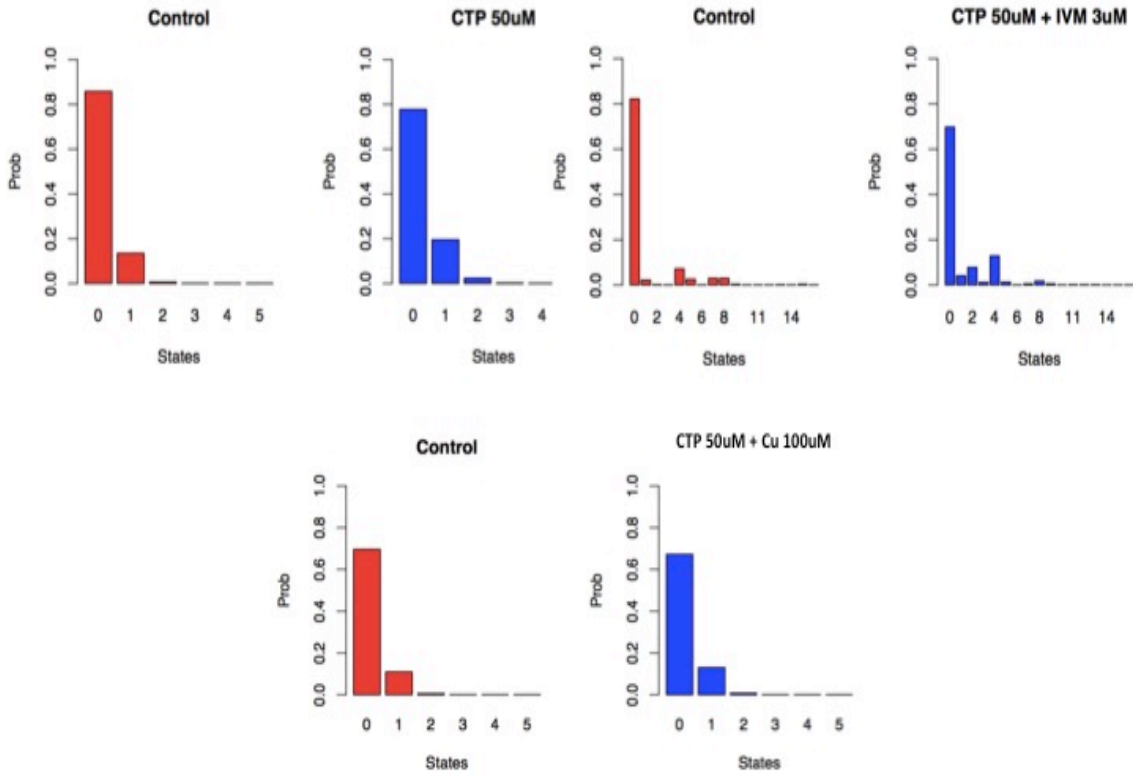 Control
CTP 50uM
Control
CTP 50uM + IVM 3uM
Prob
0.0 0.2 0.4 0.6 0.8 1.0
0 1 2 3 4 5
States
Prob
0.0 0.2 0.4 0.6 0.8 1.0
0 1 2 3 4
States
Prob
0.0 0.2 0.4 0.6 0.8 1.0
0 2 4 6 8 11 14
States
Prob
0.0 0.2 0.4 0.6 0.8 1.0
0 2 4 6 8 11 14
States
Control
CTP 50uM + Cu 100uM
Prob
0.0 0.2 0.4 0.6 0.8 1.0
0 1 2 3 4 5
States
Prob
0.0 0.2 0.4 0.6 0.8 1.0
0 1 2 3 4 5
States